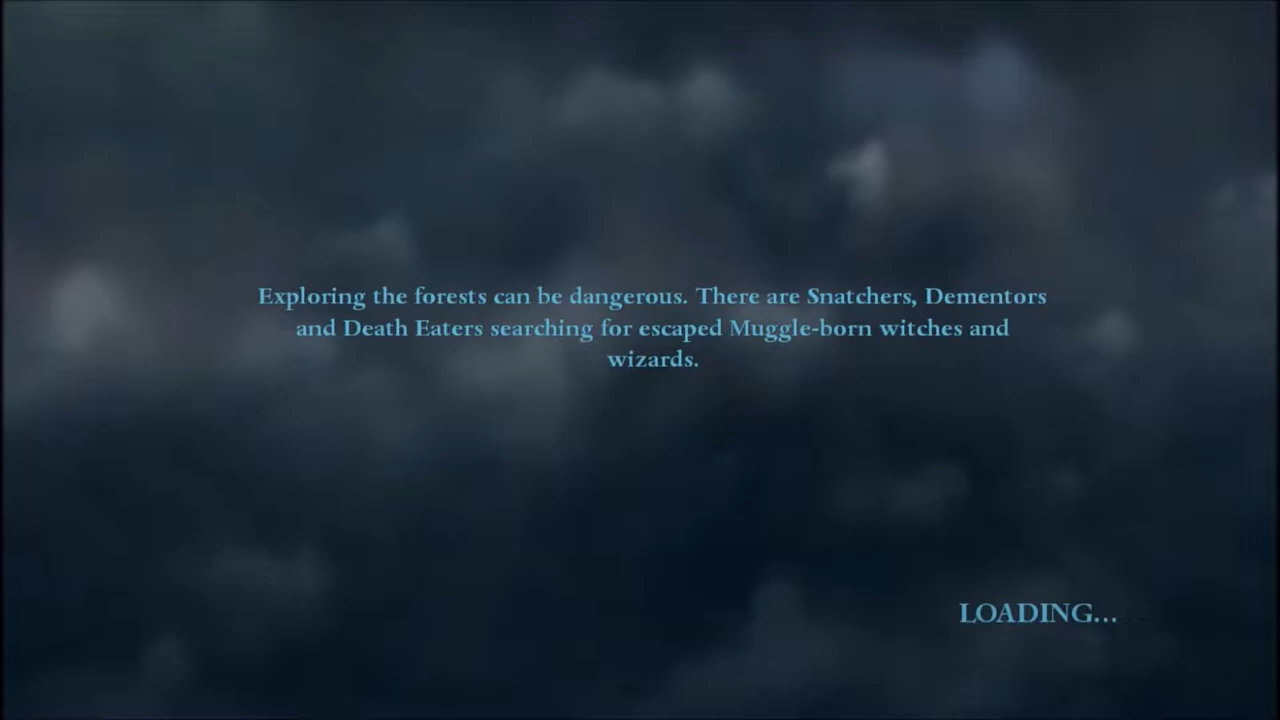 Exploring the forests can be dangerous. There are Snatchers, Dementors
and Death Eaters searching for escaped Muggle-born witches and
wizards.
LOADING...